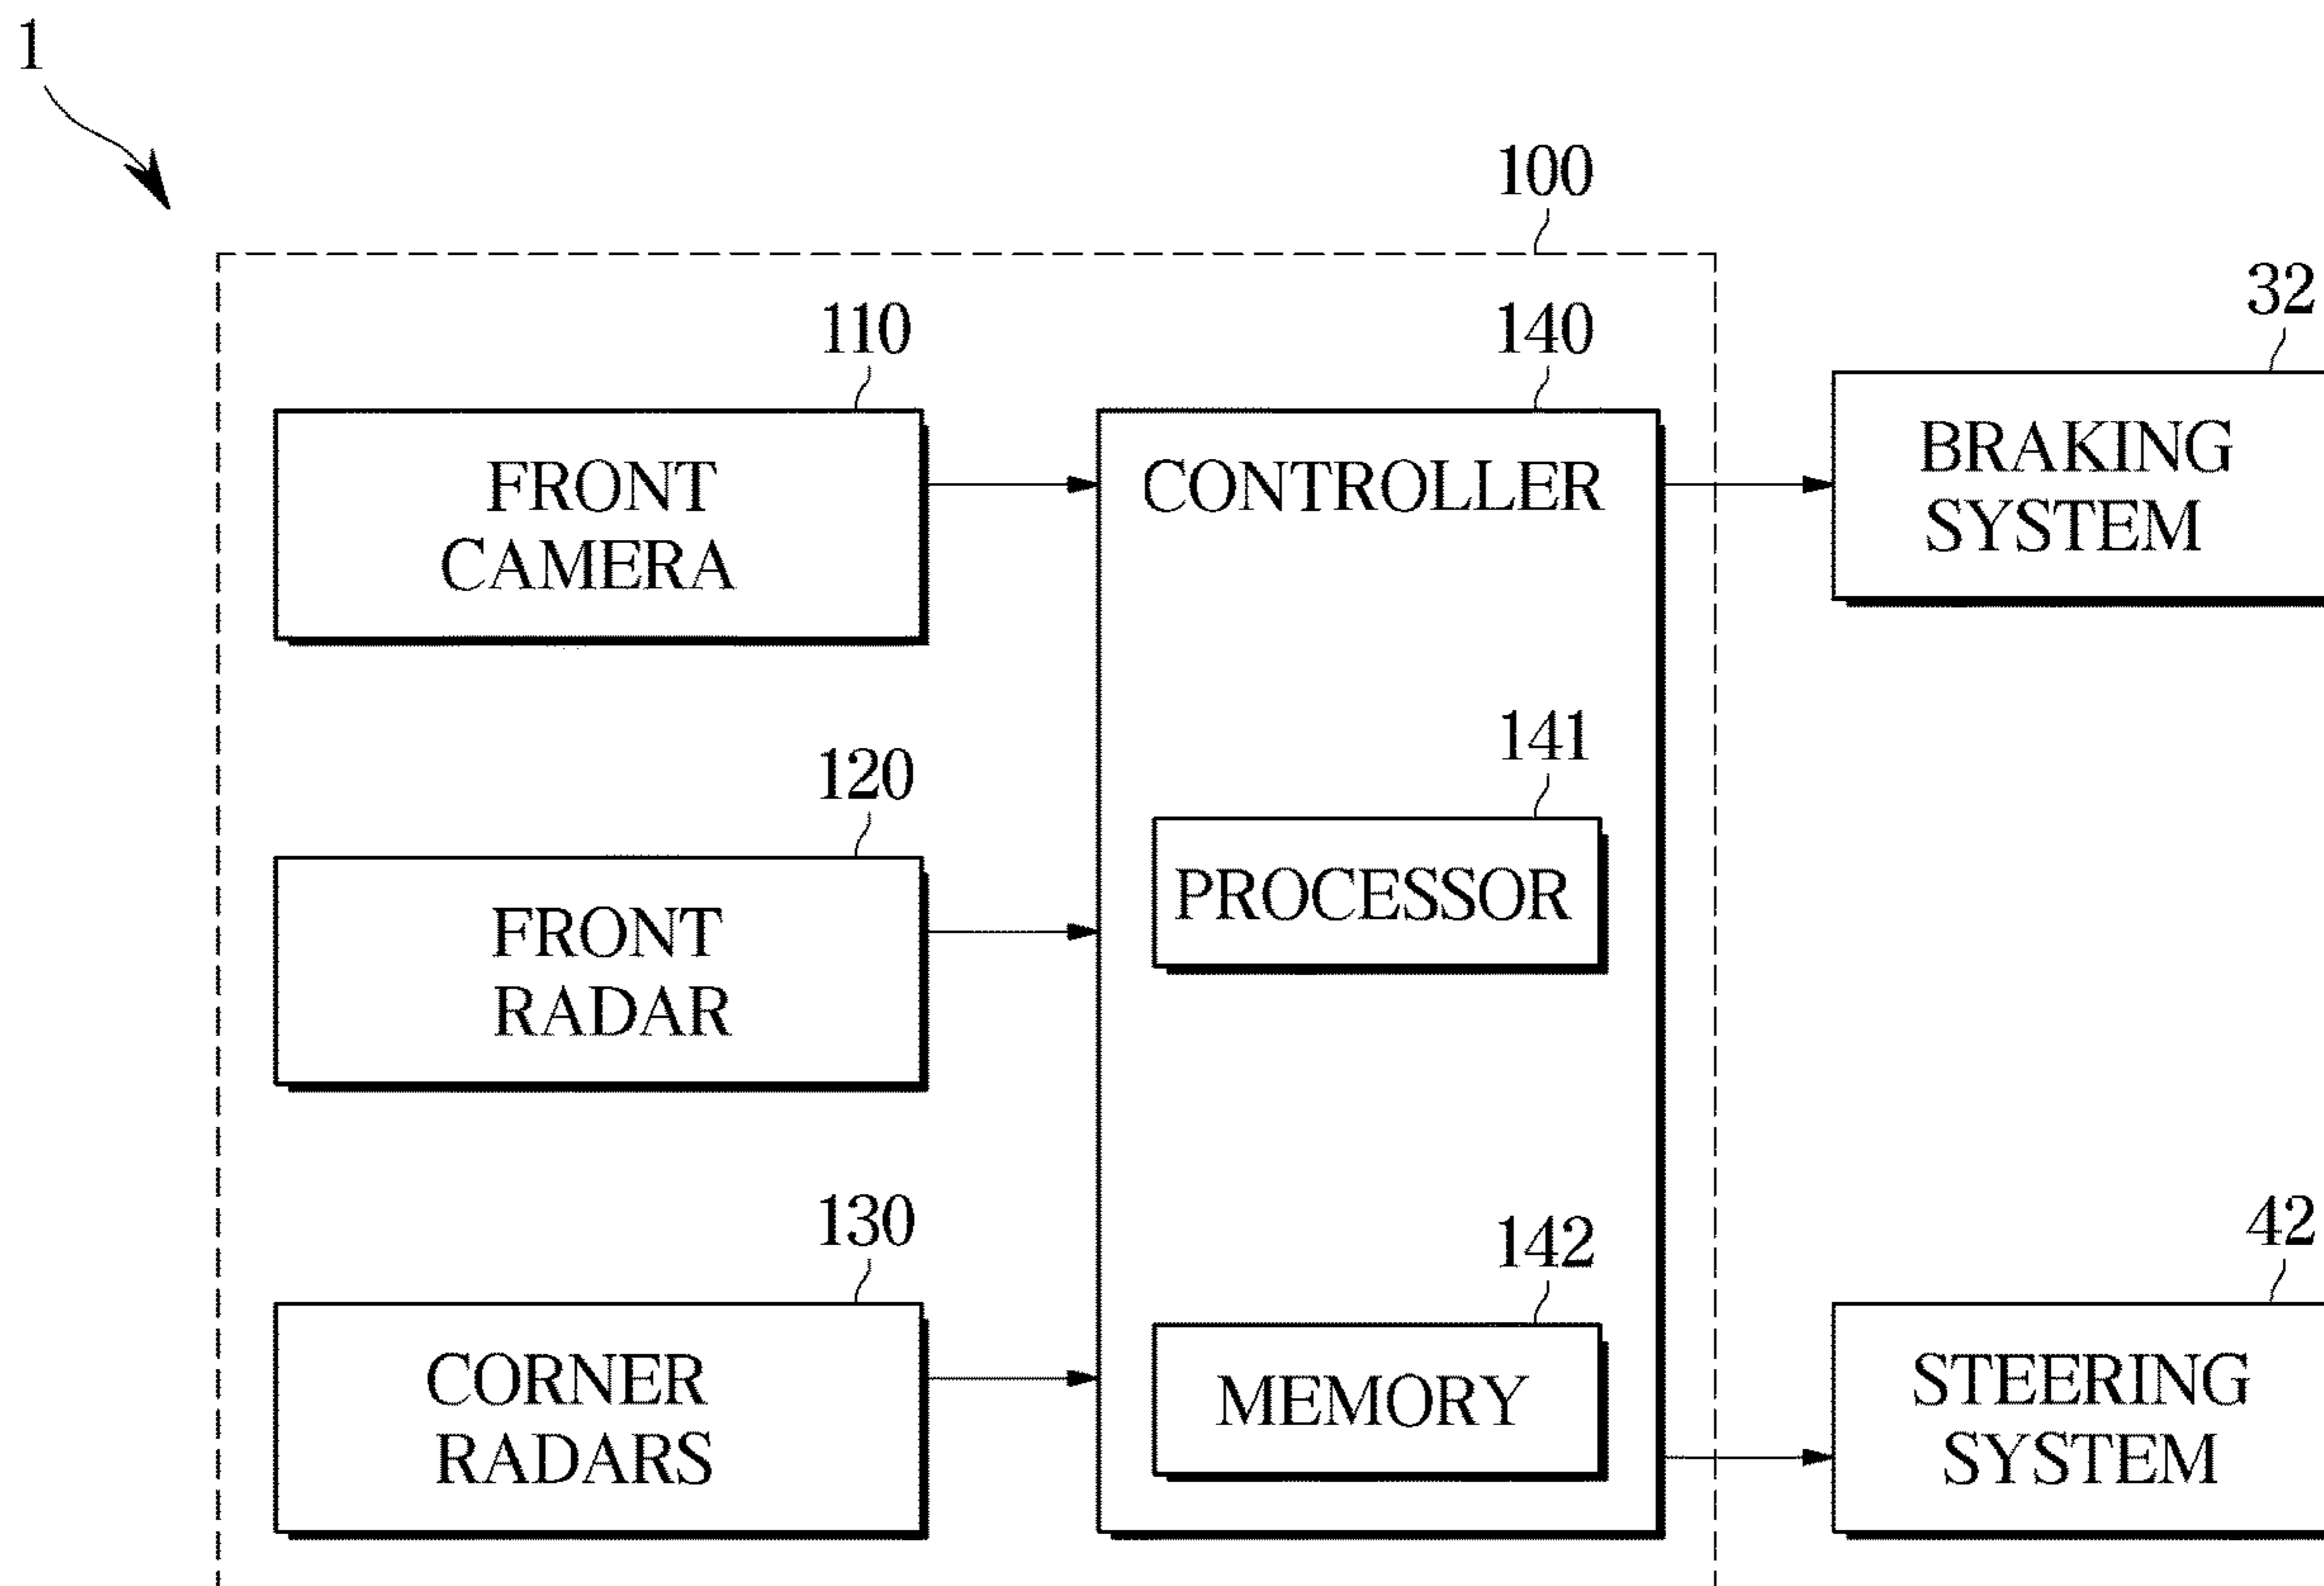 1
100
32
110
140
FRONT
CAMERA
CONTROLLER
BRAKING
SYSTEM
120
141
FRONT
RADAR
PROCESSOR
130
142
42
CORNER
RADARS
MEMORY
STEERING
SYSTEM